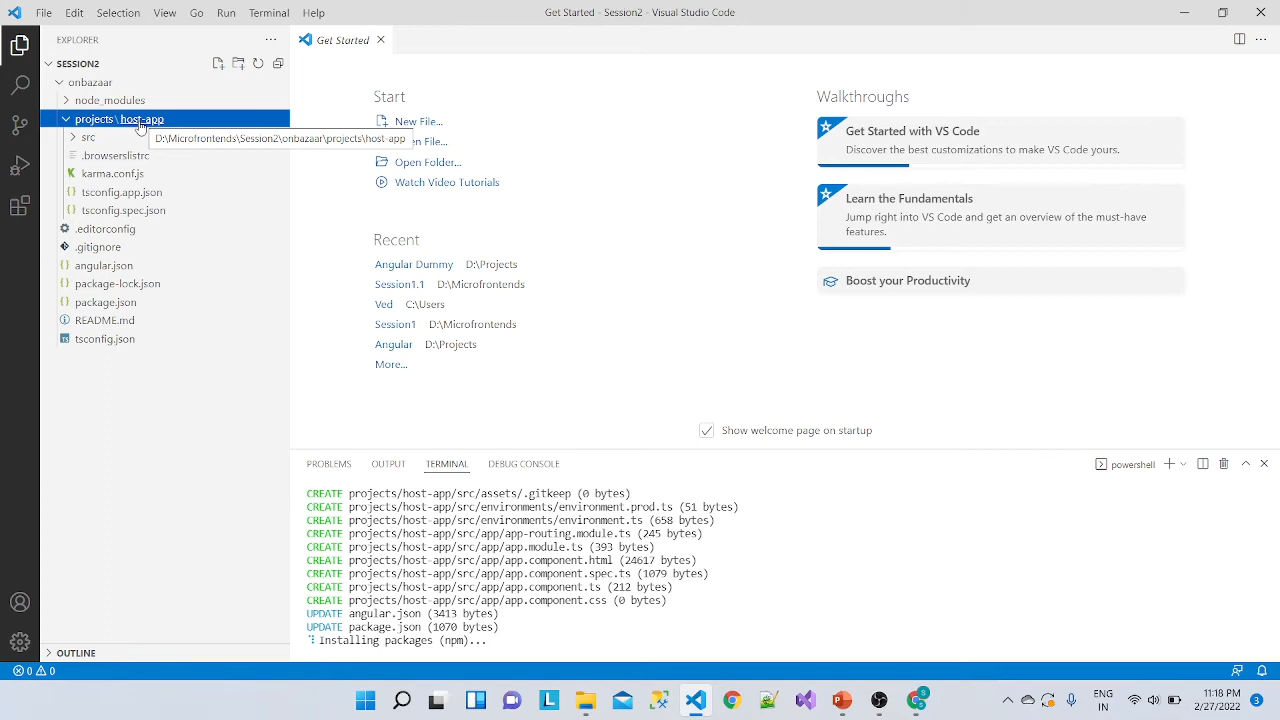 File Edit Selection View Go Run Terminal Help
Get Started - Session2 - Visual Studio Code
EXPLORER
SESSION2
onbazaar
node_modules
projects\host-app
src
.browserslistrc
karma.conf.js
tsconfig.app.json
tsconfig.spec.json
.editorconfig
.gitignore
angular.json
package-lock.json
package.json
README.md
tsconfig.json
OUTLINE
D:\Microfrontends\Session2\onbazaar\projects\host-app
Get Started
Start
New File...
en File...
Open Folder...
Watch Video Tutorials
Recent
Angular Dummy D:\Projects
Session1.1 D:\Microfrontends
Ved C:\Users
Session1 D:\Microfrontends
Angular D:\Projects
More...
Walkthroughs
Get Started with VS Code
Discover the best customizations to make VS Code yours.
Learn the Fundamentals
Jump right into VS Code and get an overview of the must-have
features.
Boost your Productivity
Show welcome page on startup
PROBLEMS OUTPUT TERMINAL DEBUG CONSOLE
powershell
CREATE projects/host-app/src/assets/.gitkeep (0 bytes)
CREATE projects/host-app/src/environments/environment.prod.ts (51 bytes)
CREATE projects/host-app/src/environments/environment.ts (658 bytes)
CREATE projects/host-app/src/app/app-routing.module.ts (245 bytes)
CREATE projects/host-app/src/app/app.module.ts (393 bytes)
CREATE projects/host-app/src/app/app.component.html (24617 bytes)
CREATE projects/host-app/src/app/app.component.spec.ts (1079 bytes)
CREATE projects/host-app/src/app/app.component.ts (212 bytes)
CREATE projects/host-app/src/app/app.component.css (0 bytes)
UPDATE angular.json (3413 bytes)
UPDATE package.json (1070 bytes)
Installing packages (npm)...
0 0
ENG
IN
11:18 PM
2/27/2022
3